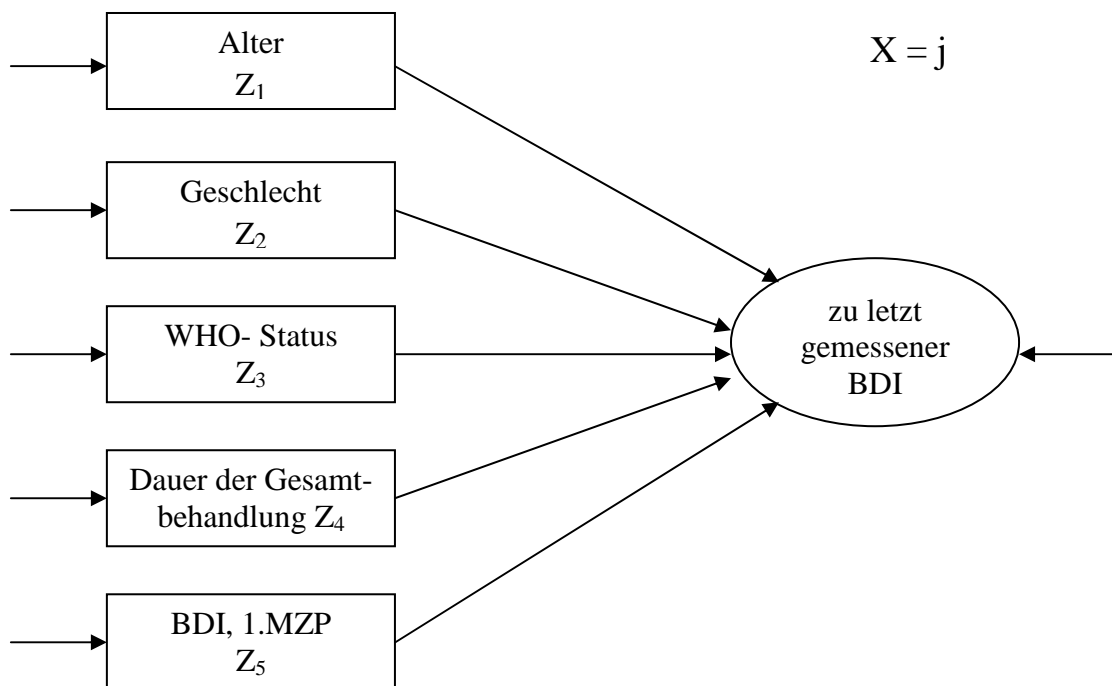 Alter
Z₁
X = j
Geschlecht
Z₂
WHO- Status
Z₃
Dauer der Gesamt-
behandlung Z₄
BDI, 1.MZP
Z₅
zu letzt
gemessener
BDI